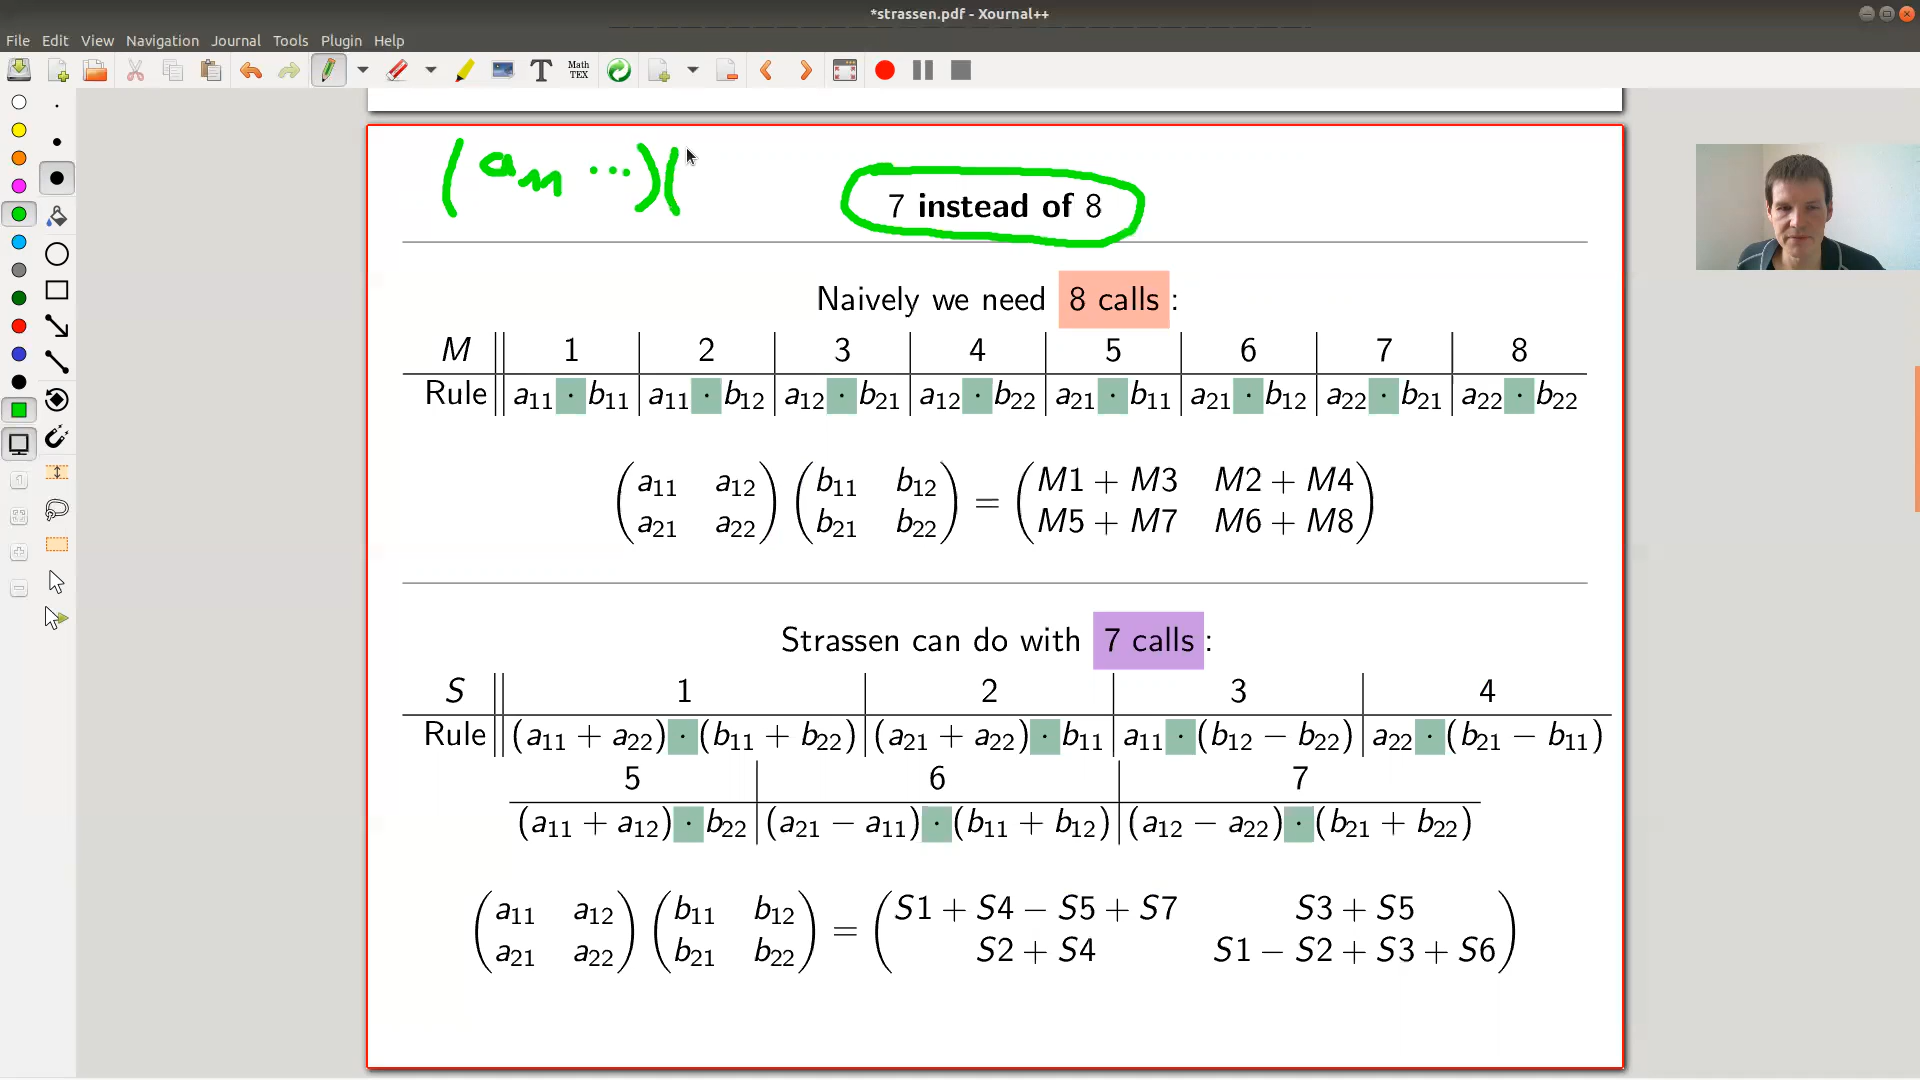 *strassen.pdf - Xournal++
File Edit View Navigation Journal Tools Plugin Help
Math
TEX
(a₁₁ ...)(
7 instead of 8
Naively we need 8 calls :
M 1 2 3 4 5 6 7 8
Rule a₁₁ · b₁₁ a₁₁ · b₁₂ a₁₂ · b₂₁ a₁₂ · b₂₂ a₂₁ · b₁₁ a₂₁ · b₁₂ a₂₂ · b₂₁ a₂₂ · b₂₂
(a₁₁ a₁₂) (b₁₁ b₁₂) = (M1 + M3 M2 + M4)
(a₂₁ a₂₂) (b₂₁ b₂₂) (M5 + M7 M6 + M8)
Strassen can do with 7 calls :
S 1 2 3 4
Rule (a₁₁ + a₂₂) · (b₁₁ + b₂₂) (a₂₁ + a₂₂) · b₁₁ a₁₁ · (b₁₂ − b₂₂) a₂₂ · (b₂₁ − b₁₁)
5 6 7
(a₁₁ + a₁₂) · b₂₂ (a₂₁ − a₁₁) · (b₁₁ + b₁₂) (a₁₂ − a₂₂) · (b₂₁ + b₂₂)
(a₁₁ a₁₂) (b₁₁ b₁₂) = (S1 + S4 − S5 + S7 S3 + S5)
(a₂₁ a₂₂) (b₂₁ b₂₂) (S2 + S4 S1 − S2 + S3 + S6)